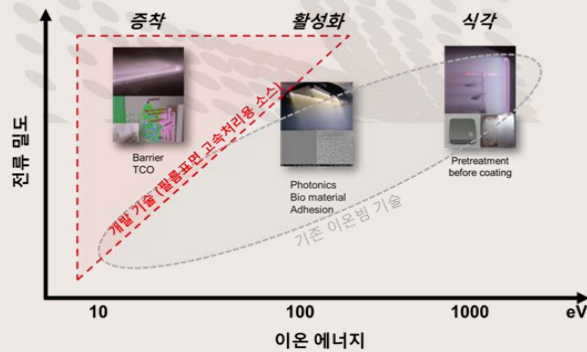 증착
활성화
식각
전류 밀도
Barrier
TCO
Photonics
Bio material
Adhesion
Pretreatment
before coating
개발 기술 (필름표면 고속처리용 소스)
기존 이온빔 기술
10
100
1000
eV
이온 에너지